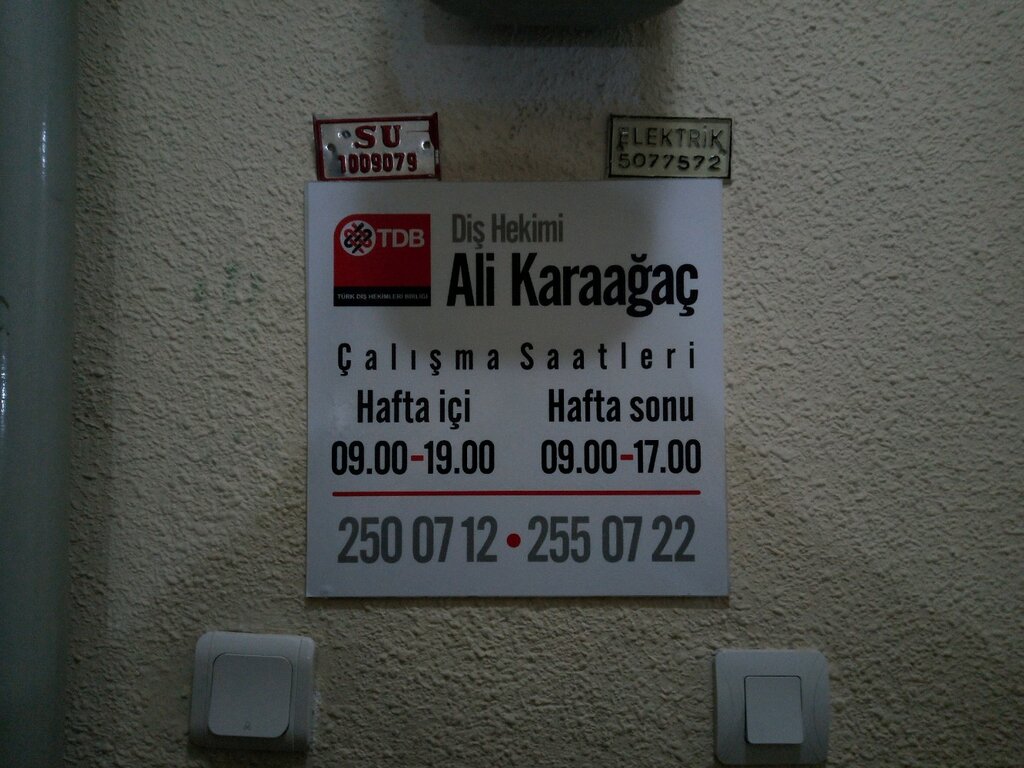 SU
1009079
ELEKTRİK
5077572
TDB
TÜRK DİŞ HEKİMLERİ BİRLİĞİ
Diş Hekimi
Ali Karaağaç
Çalışma Saatleri
Hafta içi
09.00-19.00
Hafta sonu
09.00-17.00
250 07 12 • 255 07 22